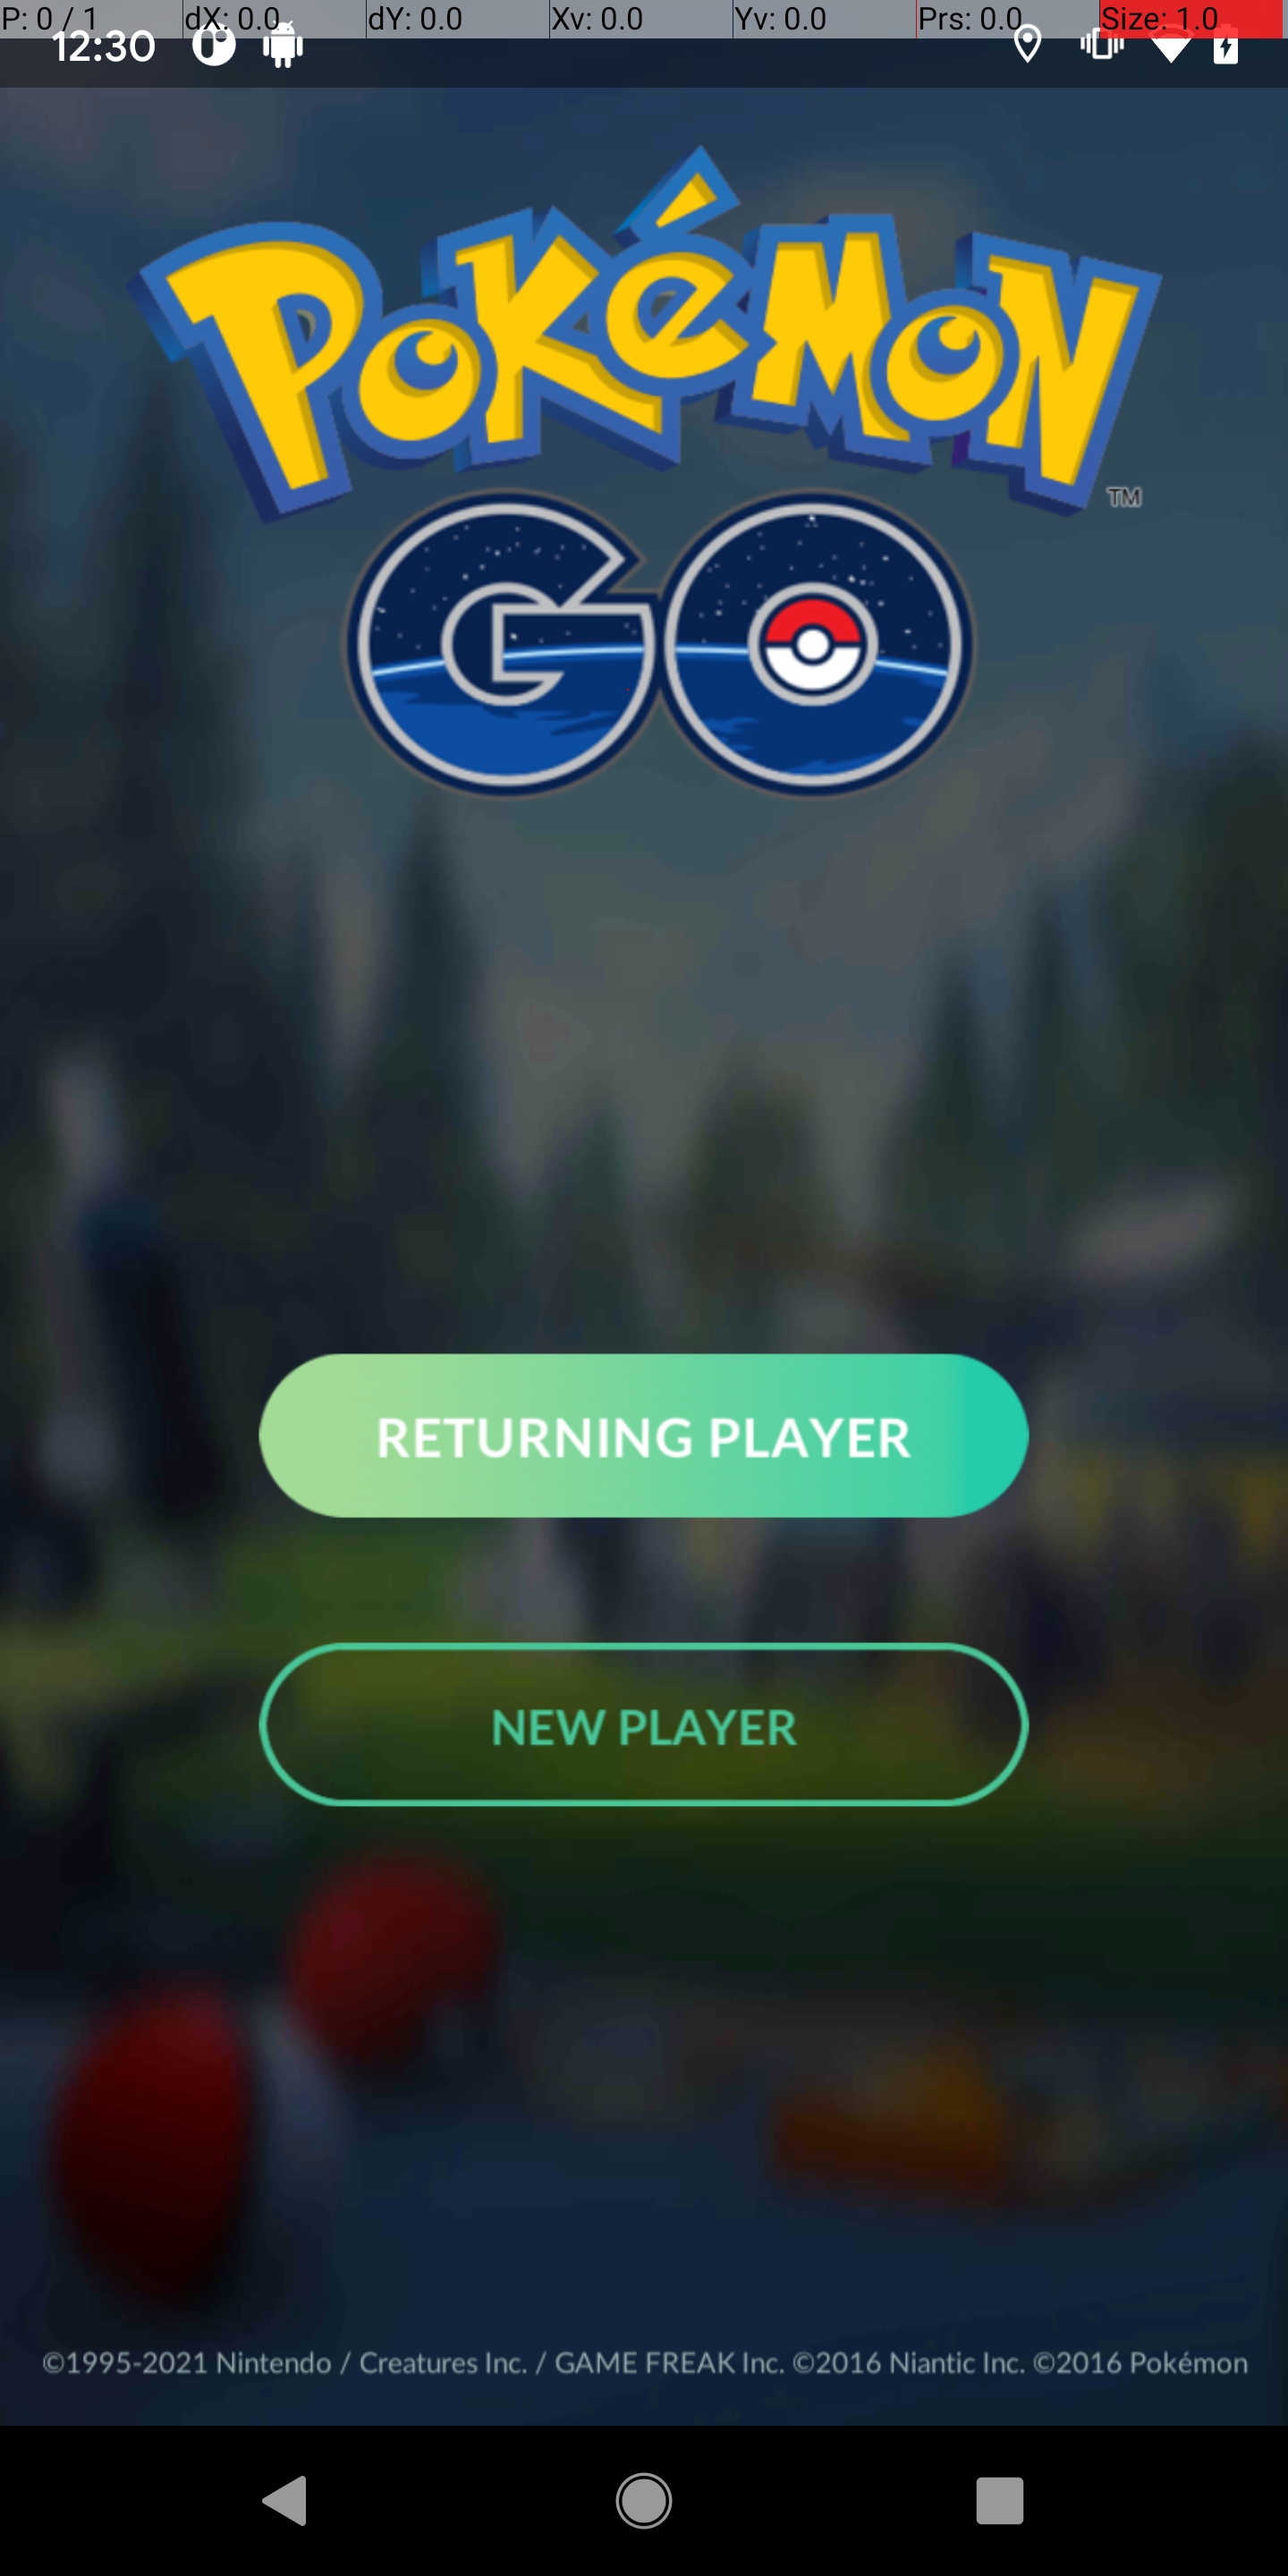 P: 0 / 1 dX: 0.0 dY: 0.0 Xv: 0.0 Yv: 0.0 Prs: 0.0 Size: 1.0
12:30
POKéMON
TM
GO
RETURNING PLAYER
NEW PLAYER
©1995-2021 Nintendo / Creatures Inc. / GAME FREAK Inc. ©2016 Niantic Inc. ©2016 Pokémon